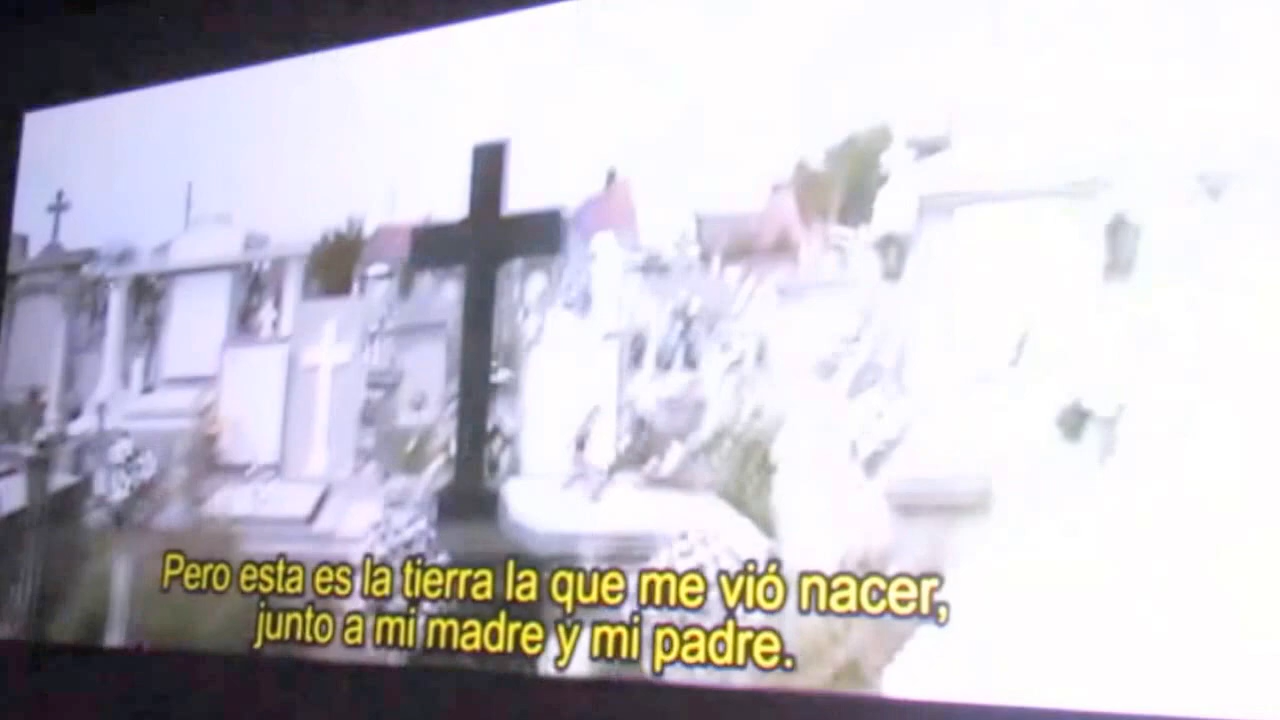 Pero esta es la tierra la que me vió nacer,
junto a mi madre y mi padre.